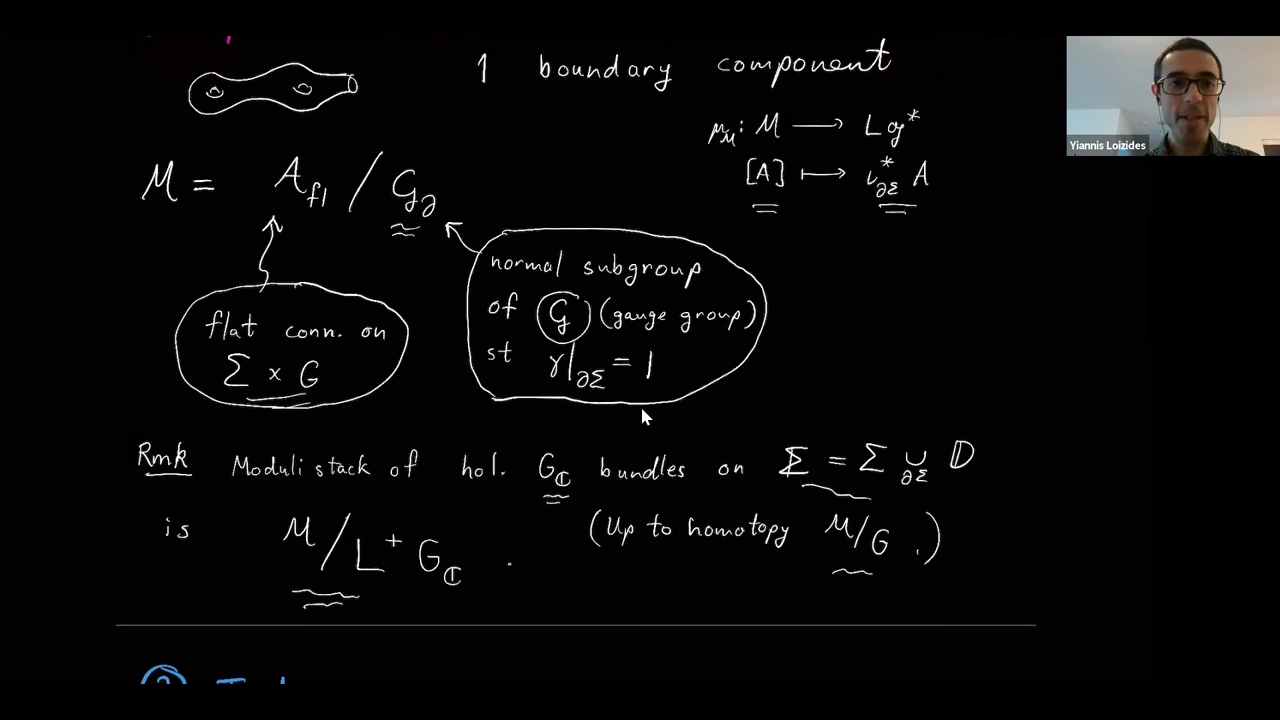 1 boundary component
μ_M : M ⟶ L𝔤*
[A] ⟼ ι*_∂Σ A
M = A_fl / G_∂
normal subgroup
of G (gauge group)
st γ|_∂Σ = 1
flat conn. on
Σ × G
Rmk Moduli stack of hol. G_ℂ bundles on Σ = Σ ∪_∂Σ 𝔻
is M / L⁺ G_ℂ . (Up to homotopy M/G .)
Yiannis Loizides